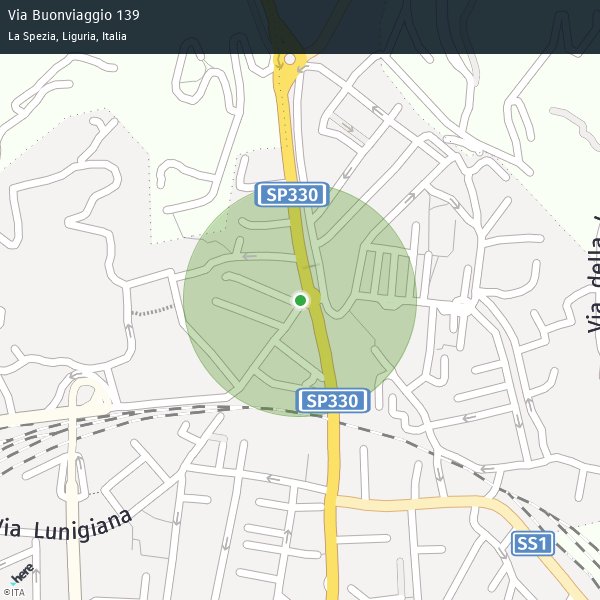 Via Buonviaggio 139
La Spezia, Liguria, Italia
SP330
Via della
SP330
Via Lunigiana
SS1
here
©ITA